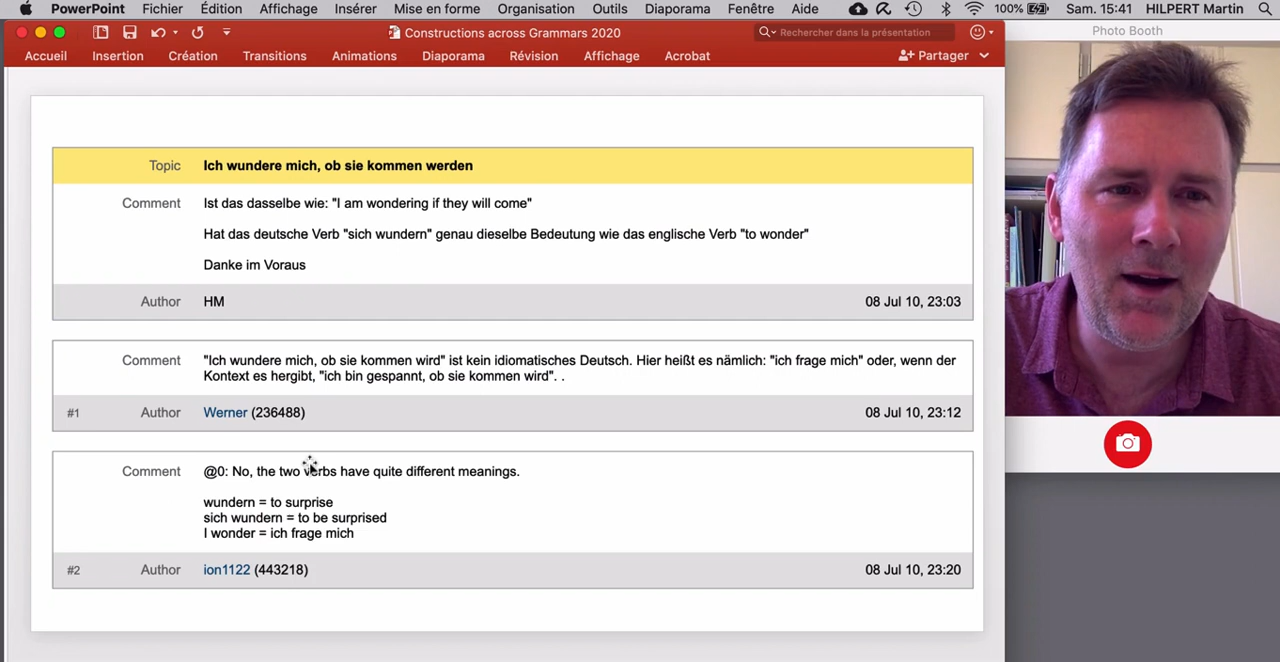 PowerPoint Fichier Édition Affichage Insérer Mise en forme Organisation Outils Diaporama Fenêtre Aide 100% Sam. 15:41 HILPERT Martin
Constructions across Grammars 2020
Rechercher dans la présentation
Photo Booth
Accueil Insertion Création Transitions Animations Diaporama Révision Affichage Acrobat Partager
Topic Ich wundere mich, ob sie kommen werden
Comment Ist das dasselbe wie: "I am wondering if they will come"
Hat das deutsche Verb "sich wundern" genau dieselbe Bedeutung wie das englische Verb "to wonder"
Danke im Voraus
Author HM 08 Jul 10, 23:03
Comment "Ich wundere mich, ob sie kommen wird" ist kein idiomatisches Deutsch. Hier heißt es nämlich: "ich frage mich" oder, wenn der
Kontext es hergibt, "ich bin gespannt, ob sie kommen wird". .
#1 Author Werner (236488) 08 Jul 10, 23:12
Comment @0: No, the two verbs have quite different meanings.
wundern = to surprise
sich wundern = to be surprised
I wonder = ich frage mich
#2 Author ion1122 (443218) 08 Jul 10, 23:20